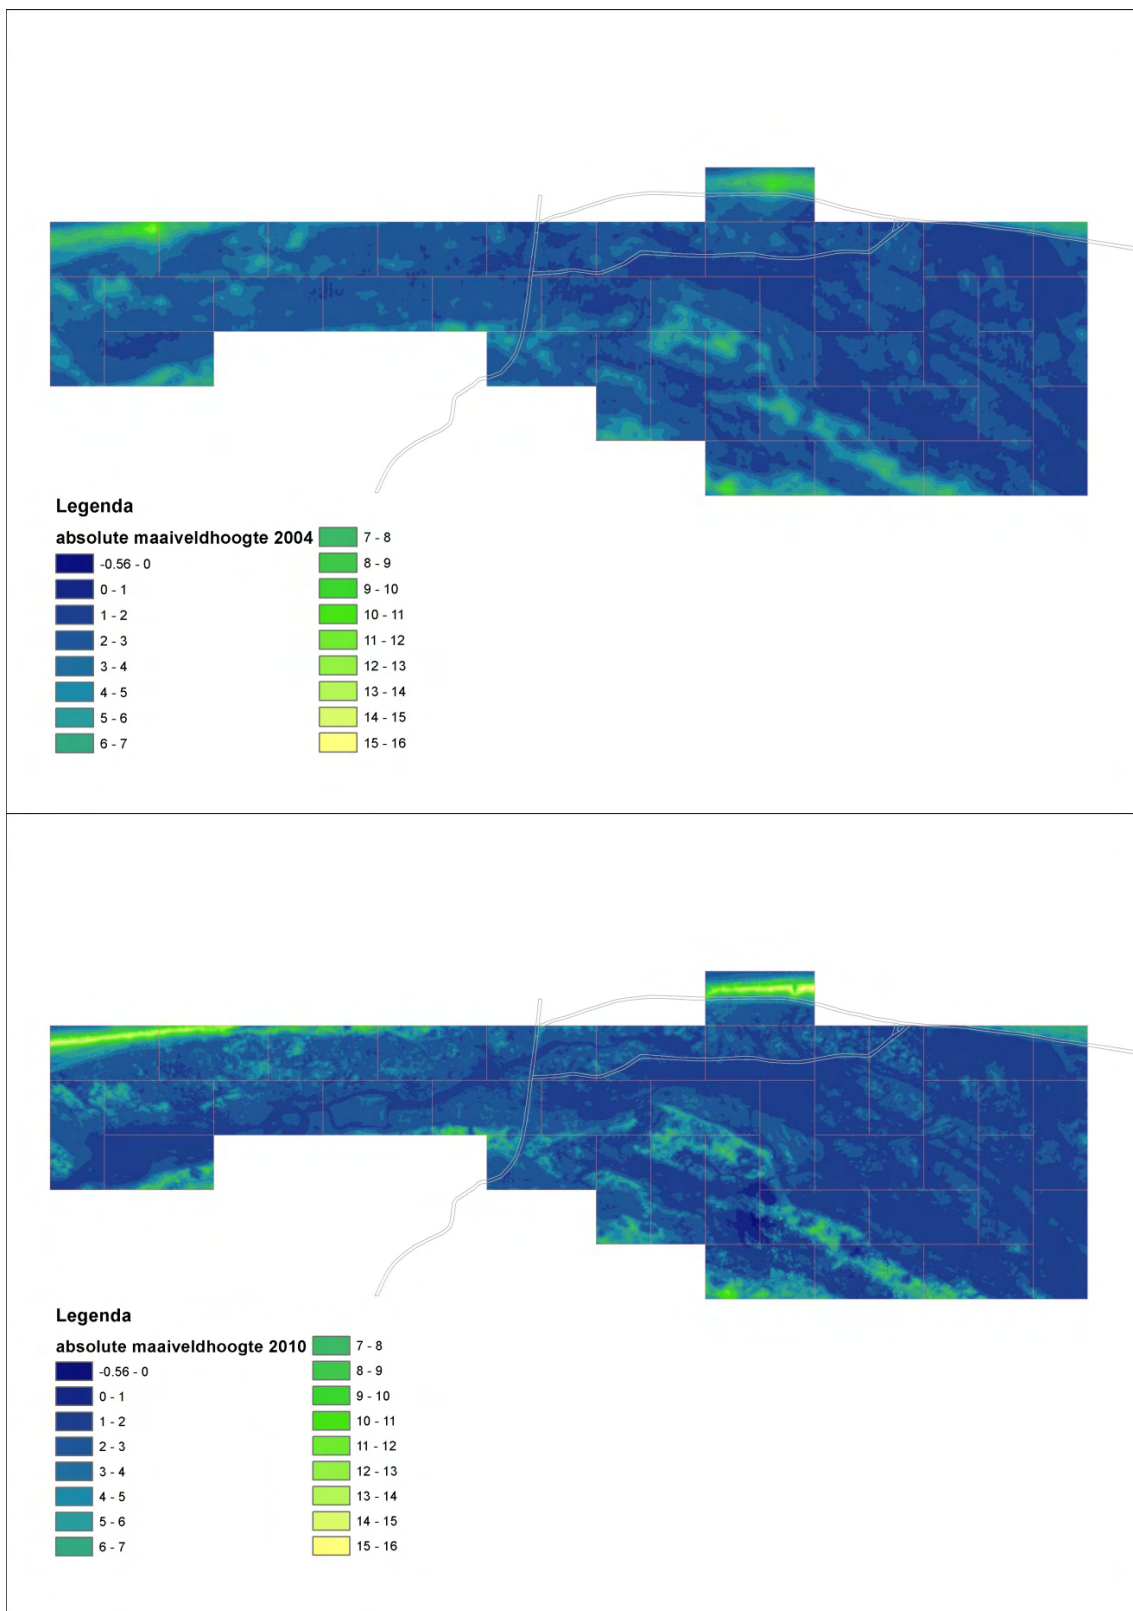 Legenda
absolute maaiveldhoogte 2004
-0.56 - 0
0 - 1
1 - 2
2 - 3
3 - 4
4 - 5
5 - 6
6 - 7
7 - 8
8 - 9
9 - 10
10 - 11
11 - 12
12 - 13
13 - 14
14 - 15
15 - 16
Legenda
absolute maaiveldhoogte 2010
-0.56 - 0
0 - 1
1 - 2
2 - 3
3 - 4
4 - 5
5 - 6
6 - 7
7 - 8
8 - 9
9 - 10
10 - 11
11 - 12
12 - 13
13 - 14
14 - 15
15 - 16